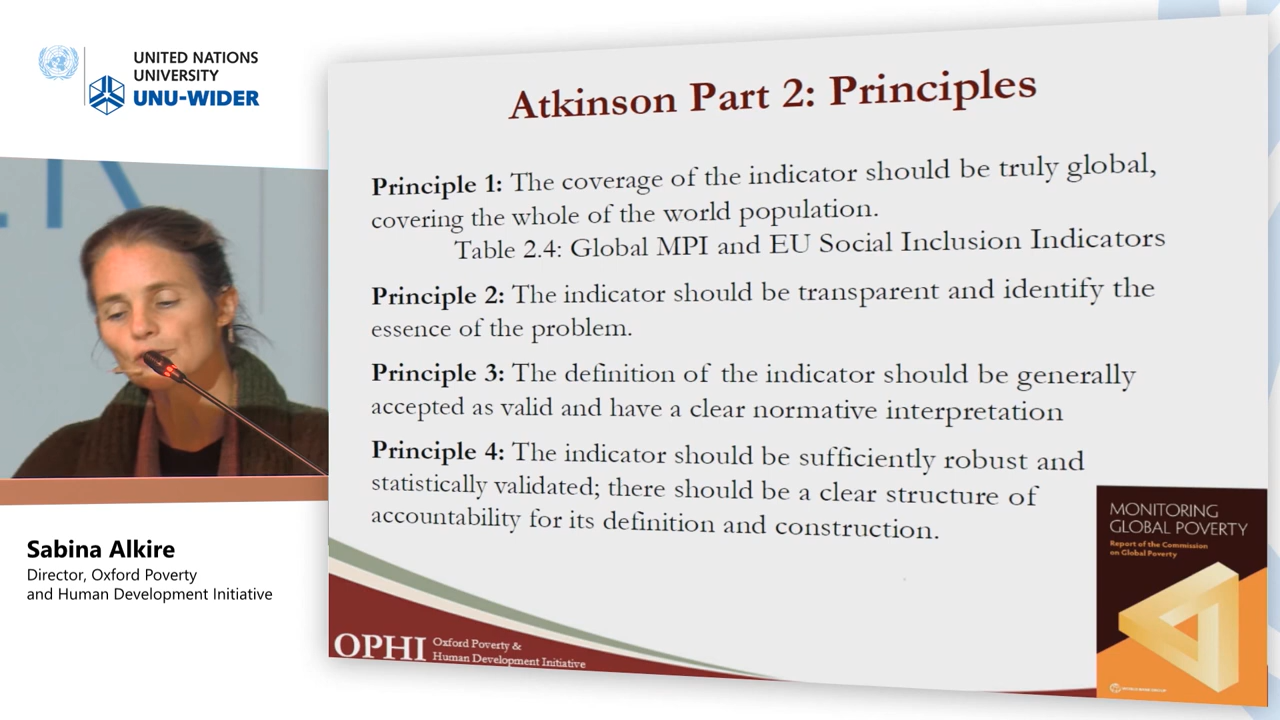 UNITED NATIONS
UNIVERSITY
UNU-WIDER
Sabina Alkire
Director, Oxford Poverty
and Human Development Initiative
Atkinson Part 2: Principles
Principle 1: The coverage of the indicator should be truly global,
covering the whole of the world population.
Table 2.4: Global MPI and EU Social Inclusion Indicators
Principle 2: The indicator should be transparent and identify the
essence of the problem.
Principle 3: The definition of the indicator should be generally
accepted as valid and have a clear normative interpretation
Principle 4: The indicator should be sufficiently robust and
statistically validated; there should be a clear structure of
accountability for its definition and construction.
OPHI
Oxford Poverty &
Human Development Initiative
MONITORING
GLOBAL POVERTY
Report of the Commission
on Global Poverty
WORLD BANK GROUP